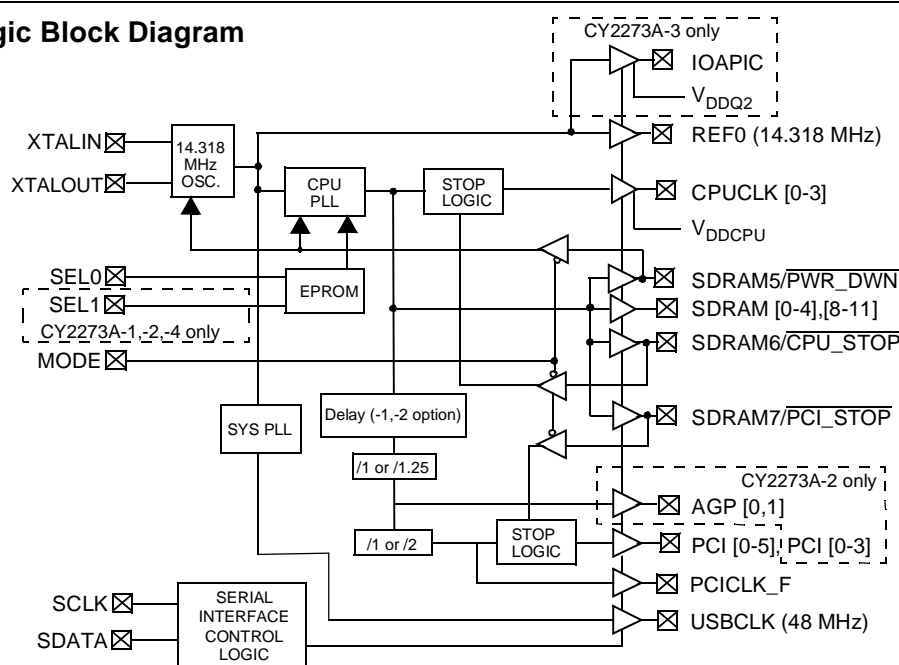 gic Block Diagram
CY2273A-3 only
IOAPIC
VDDQ2
XTALIN
14.318
MHz
OSC.
REF0 (14.318 MHz)
XTALOUT
CPU
PLL
STOP
LOGIC
CPUCLK [0-3]
VDDCPU
SEL0
EPROM
SDRAM5/PWR_DWN
SEL1
SDRAM [0-4],[8-11]
CY2273A-1,-2,-4 only
SDRAM6/CPU_STOP
MODE
Delay (-1,-2 option)
SDRAM7/PCI_STOP
SYS PLL
/1 or /1.25
CY2273A-2 only
AGP [0,1]
/1 or /2
STOP
LOGIC
PCI [0-5], PCI [0-3]
PCICLK_F
SCLK
SERIAL
INTERFACE
CONTROL
LOGIC
USBCLK (48 MHz)
SDATA